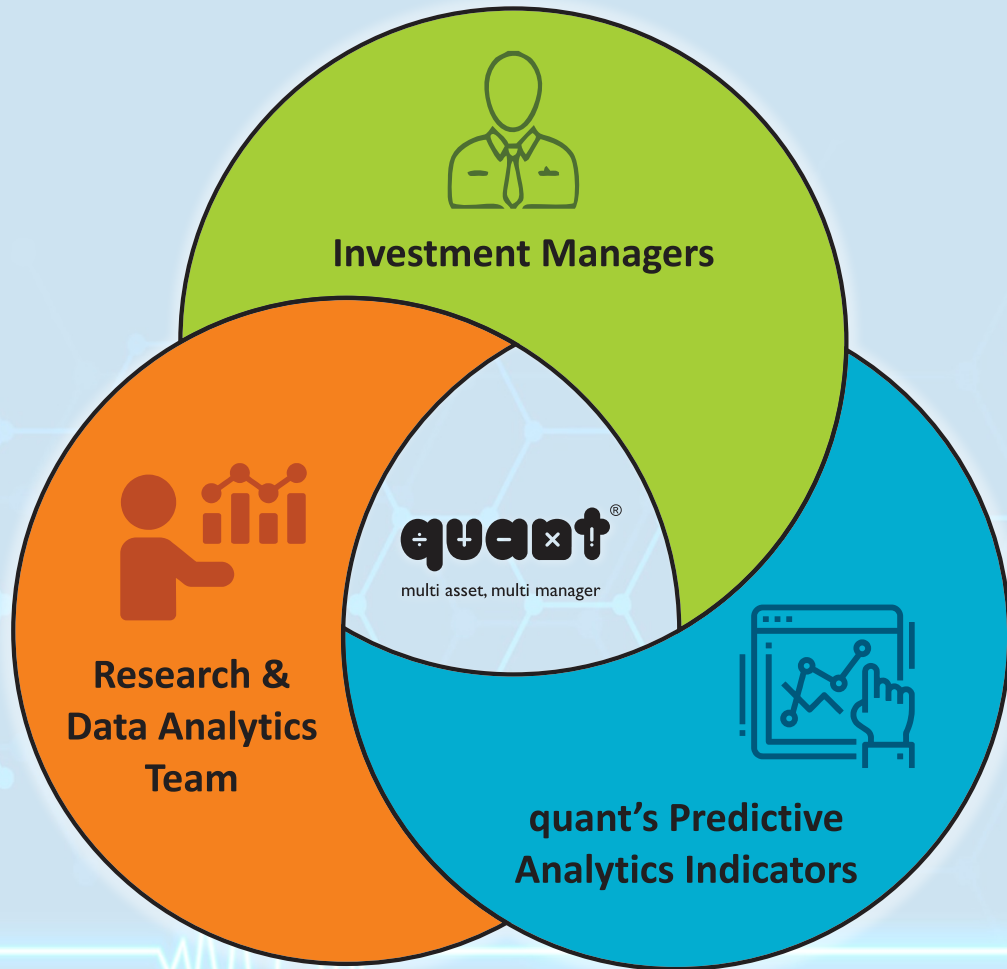 Investment Managers
quant®
multi asset, multi manager
Research &
Data Analytics
Team
quant’s Predictive
Analytics Indicators